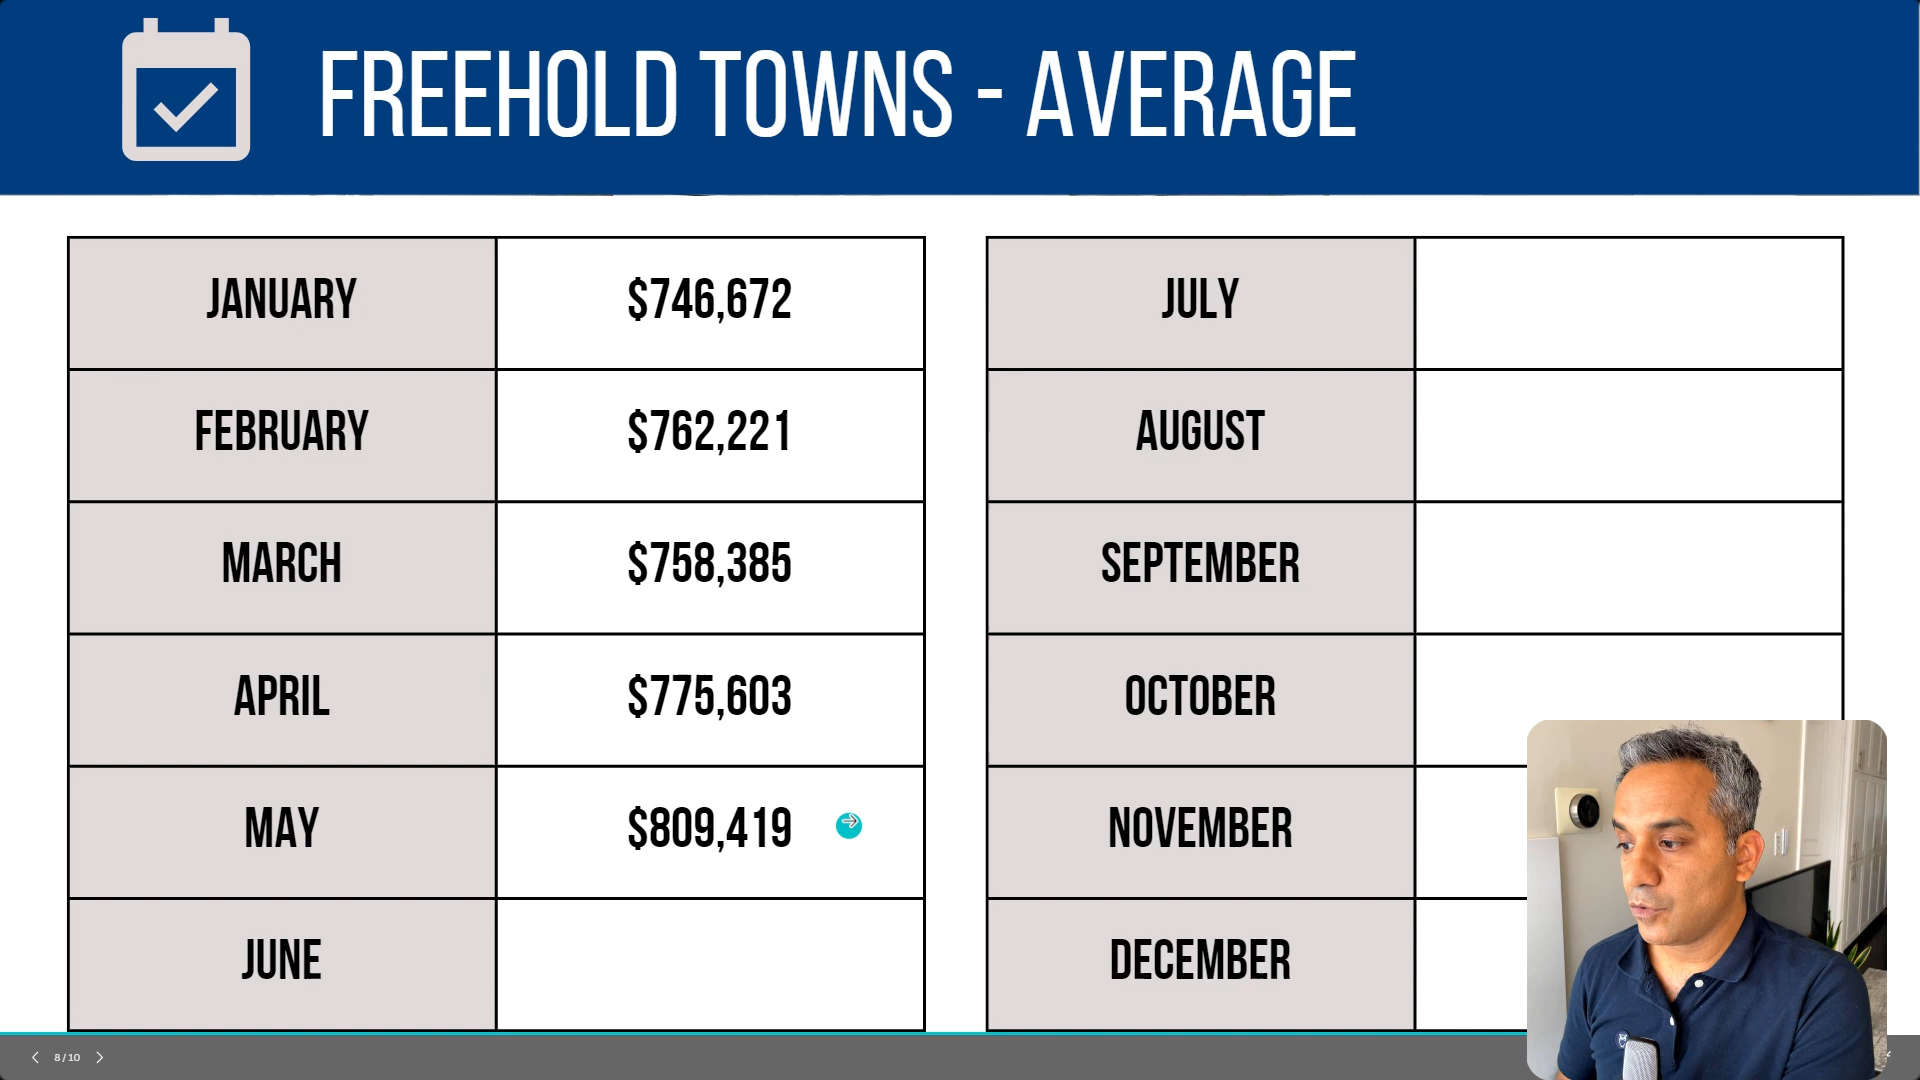 FREEHOLD TOWNS - AVERAGE
JANUARY $746,672
FEBRUARY $762,221
MARCH $758,385
APRIL $775,603
MAY $809,419
JUNE
JULY
AUGUST
SEPTEMBER
OCTOBER
NOVEMBER
DECEMBER
8 / 10